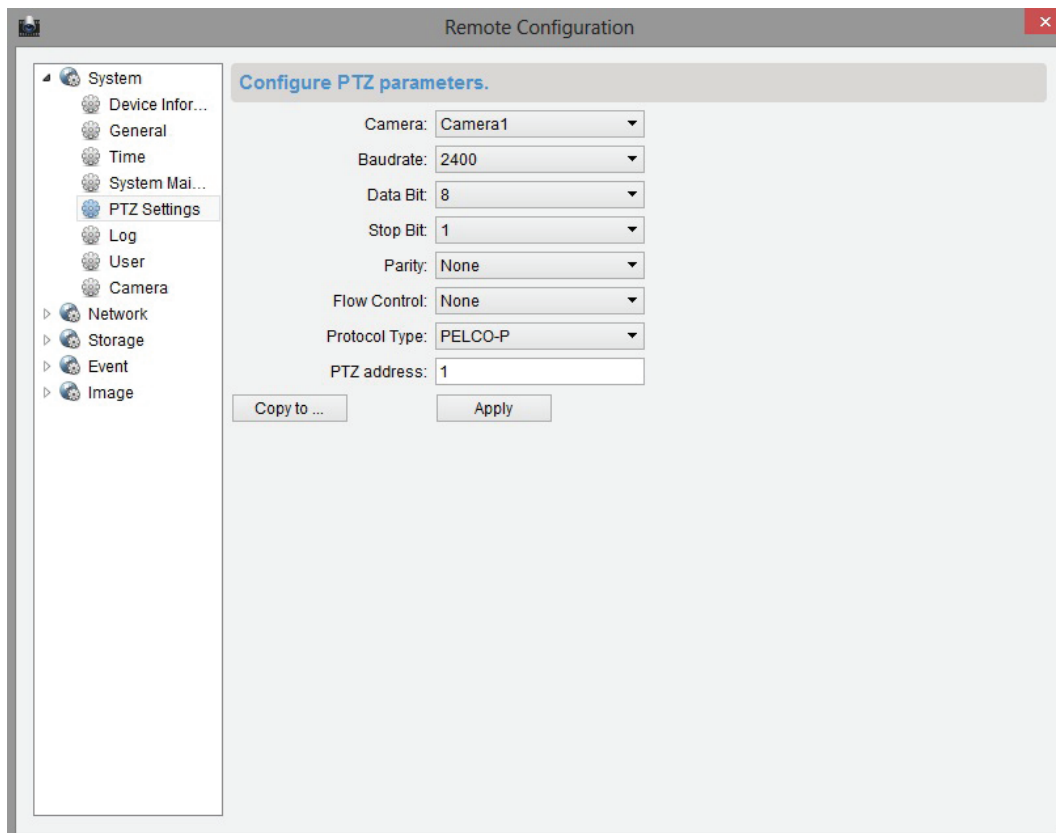 Remote Configuration
System
Device Infor...
General
Time
System Mai...
PTZ Settings
Log
User
Camera
Network
Storage
Event
Image
Configure PTZ parameters.
Camera: Camera1
Baudrate: 2400
Data Bit: 8
Stop Bit: 1
Parity: None
Flow Control: None
Protocol Type: PELCO-P
PTZ address: 1
Copy to ... Apply